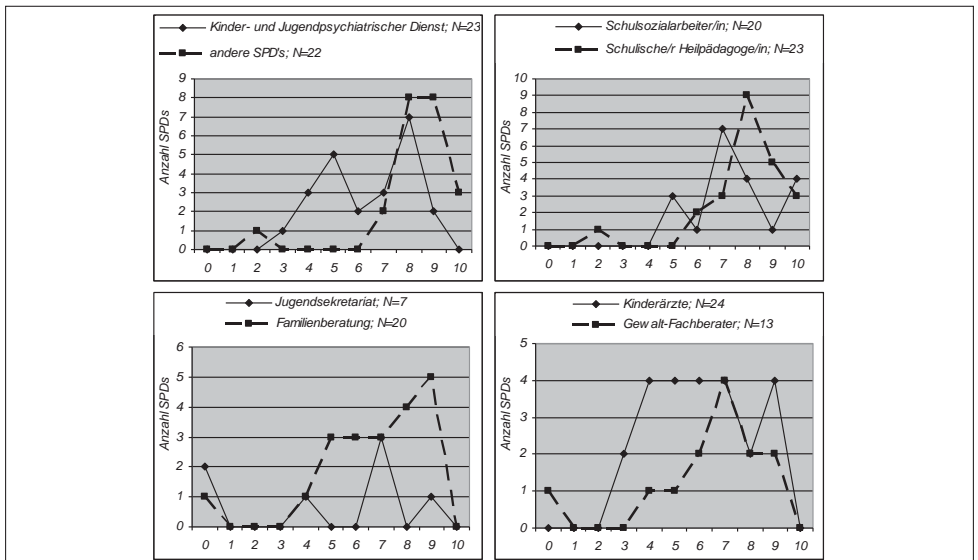 Kinder- und Jugendpsychiatrischer Dienst; N=23
andere SPD's; N=22
Anzahl SPDs
9
8
7
6
5
4
3
2
1
0
0 1 2 3 4 5 6 7 8 9 10
Schulsozialarbeiter/in; N=20
Schulische/r Heilpädagoge/in; N=23
Anzahl SPDs
10
9
8
7
6
5
4
3
2
1
0
0 1 2 3 4 5 6 7 8 9 10
Jugendsekretariat; N=7
Familienberatung; N=20
Anzahl SPDs
6
5
4
3
2
1
0
0 1 2 3 4 5 6 7 8 9 10
Kinderärzte; N=24
Gewalt-Fachberater; N=13
Anzahl SPDs
5
4
3
2
1
0
0 1 2 3 4 5 6 7 8 9 10